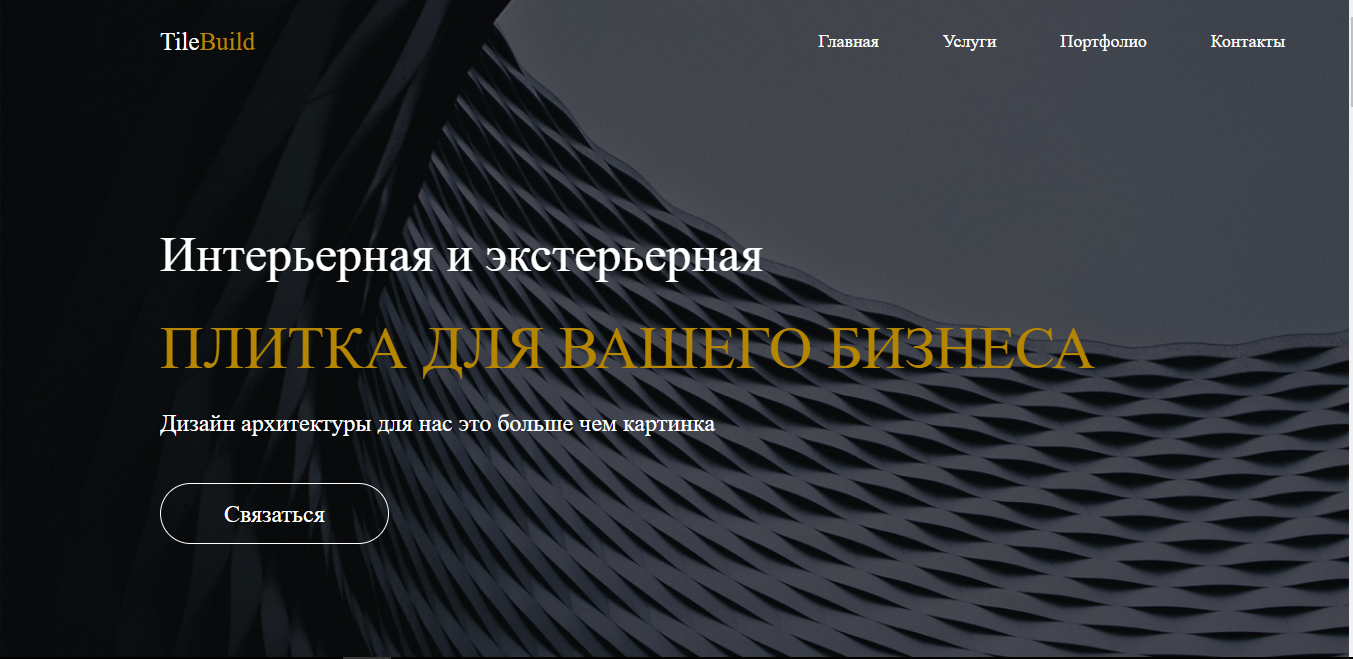 TileBuild
Главная Услуги Портфолио Контакты
Интерьерная и экстерьерная
ПЛИТКА ДЛЯ ВАШЕГО БИЗНЕСА
Дизайн архитектуры для нас это больше чем картинка
Связаться